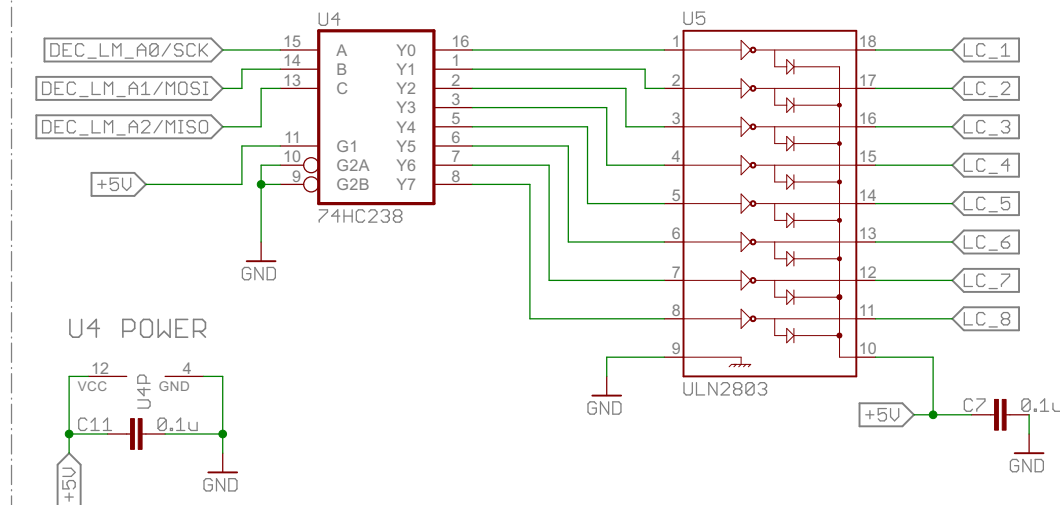 U4
U5
DEC_LM_A0/SCK
15
A
Y0
16
1
18
LC_1
DEC_LM_A1/MOSI
14
B
Y1
1
2
17
LC_2
13
C
Y2
2
DEC_LM_A2/MISO
Y3
3
3
16
LC_3
Y4
5
11
G1
Y5
6
4
15
LC_4
10
G2A
Y6
7
+5V
9
G2B
Y7
8
5
14
LC_5
74HC238
6
13
LC_6
GND
7
12
LC_7
8
11
LC_8
U4 POWER
9
10
12
4
VCC
U4P
GND
ULN2803
GND
C11
0.1u
+5V
C7
0.1u
+5V
GND
GND